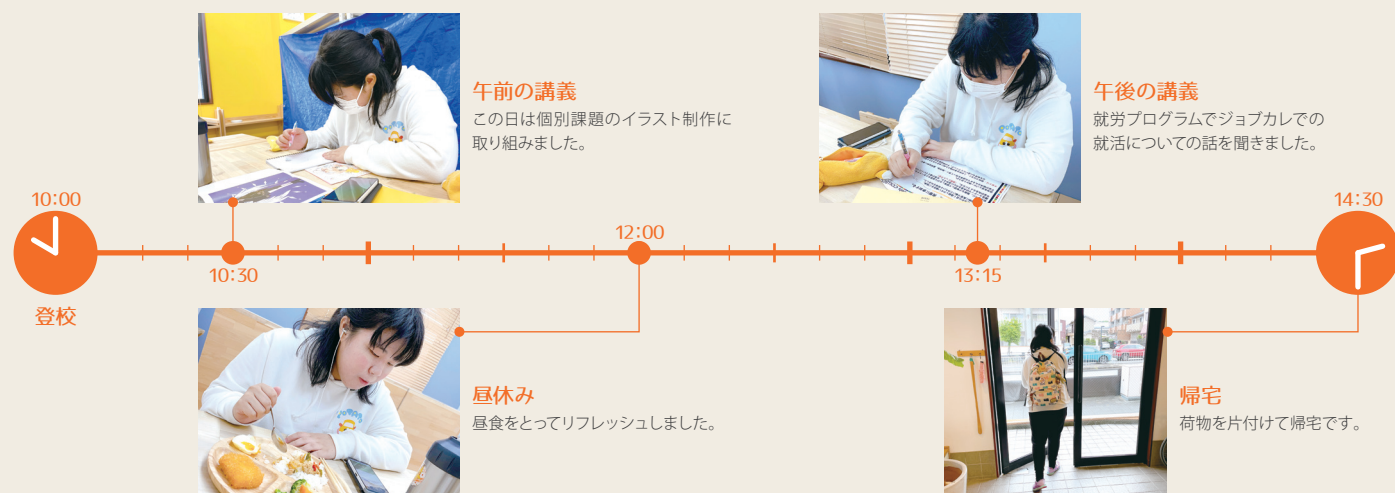 10:00
登校
10:30
午前の講義
この日は個別課題のイラスト制作に
取り組みました。
12:00
昼休み
昼食をとってリフレッシュしました。
13:15
午後の講義
就労プログラムでジョブカレでの
就活についての話を聞きました。
14:30
帰宅
荷物を片付けて帰宅です。